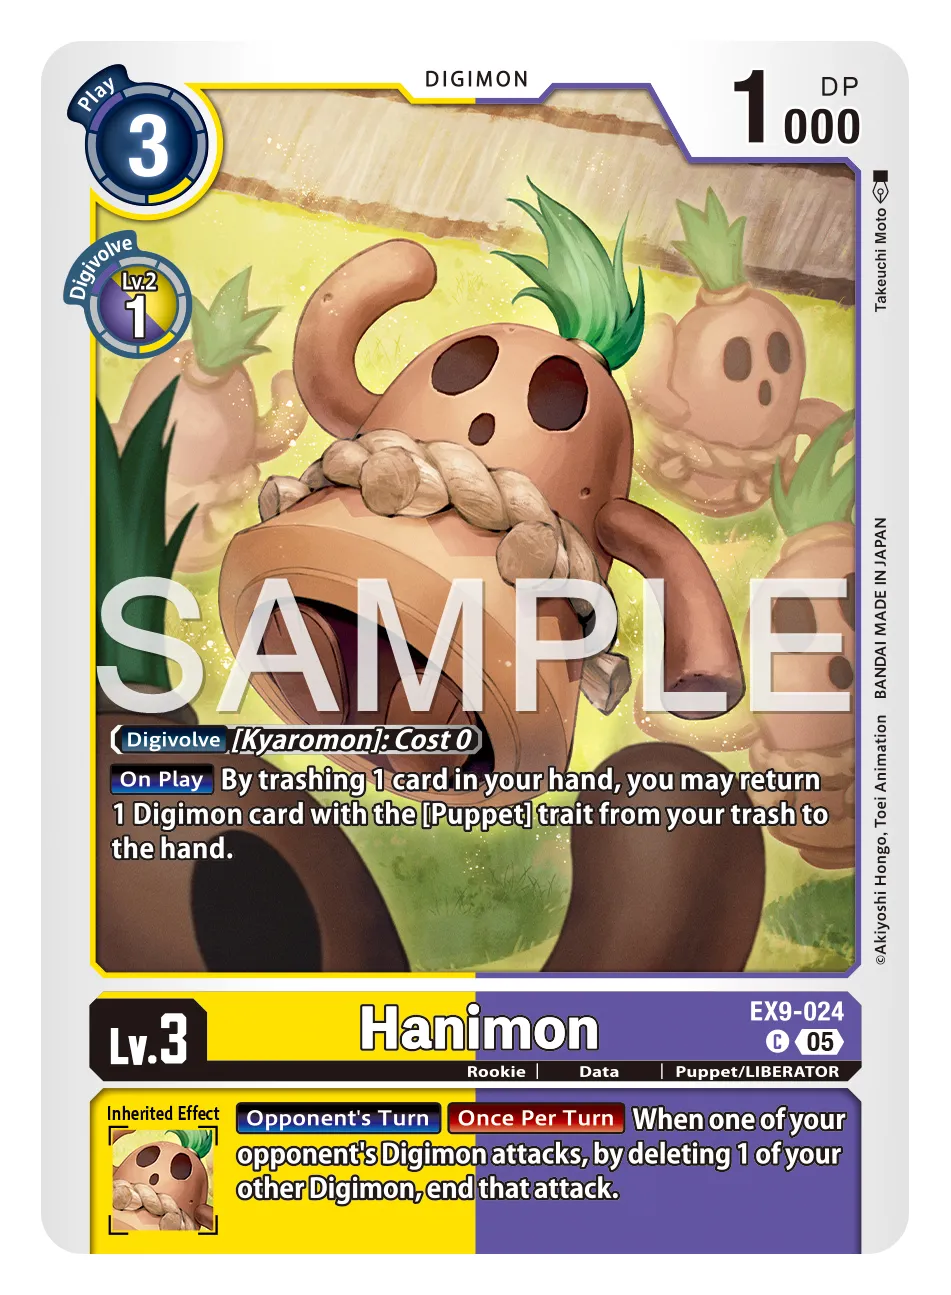 DIGIMON
Play
3
1000
DP
Digivolve
Lv.2
1
Takeuchi Moto
SAMPLE
BANDAI MADE IN JAPAN
©Akiyoshi Hongo, Toei Animation
Digivolve [Kyaromon]: Cost 0
On Play By trashing 1 card in your hand, you may return
1 Digimon card with the [Puppet] trait from your trash to
the hand.
Lv.3
Hanimon
EX9-024
C 05
Rookie | Data | Puppet/LIBERATOR
Inherited Effect
Opponent's Turn Once Per Turn When one of your
opponent's Digimon attacks, by deleting 1 of your
other Digimon, end that attack.